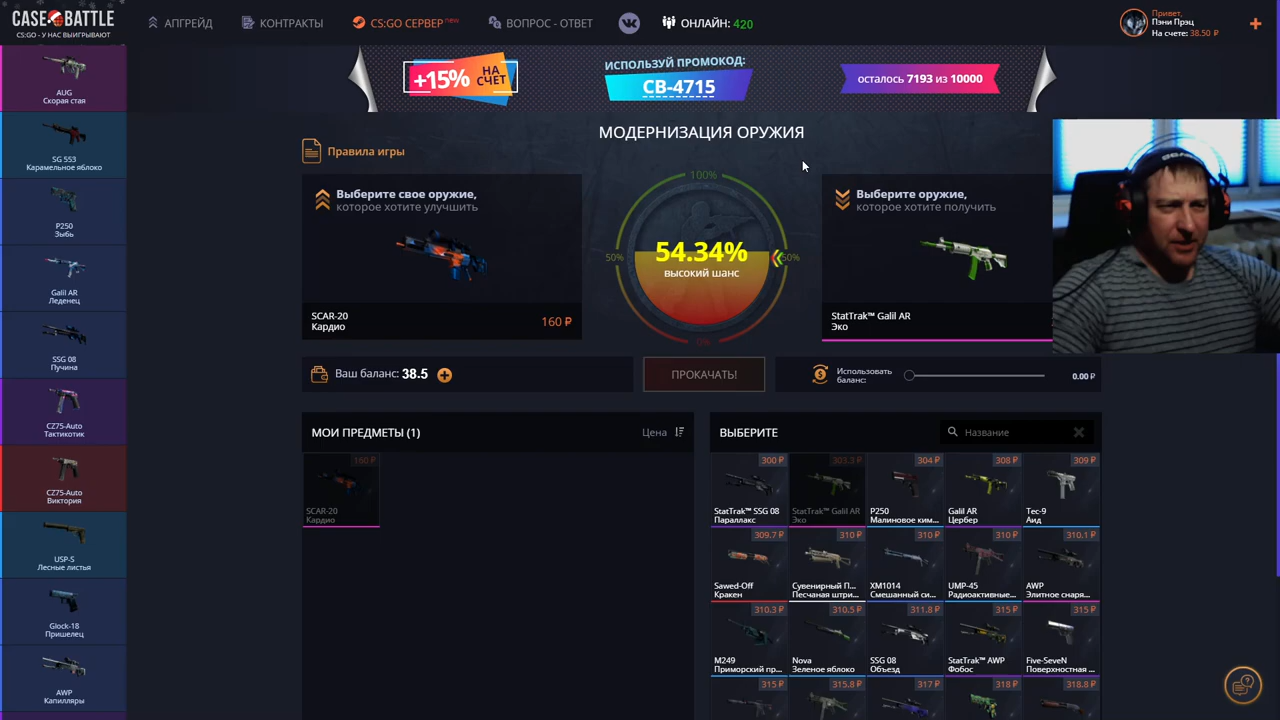 CASE BATTLE
CS:GO - У НАС ВЫИГРЫВАЮТ
АПГРЕЙД
КОНТРАКТЫ
CS:GO СЕРВЕР new
ВОПРОС - ОТВЕТ
ОНЛАЙН: 420
Привет,
Пэни Прэц
На счете: 38.50 ₽
+15% НА СЧЕТ
ИСПОЛЬЗУЙ ПРОМОКОД:
CB-4715
осталось 7193 из 10000
AUG
Скорая стая
SG 553
Карамельное яблоко
P250
Зыбь
Galil AR
Леденец
SSG 08
Пучина
CZ75-Auto
Тактикотик
CZ75-Auto
Виктория
USP-S
Лесные листья
Glock-18
Пришелец
AWP
Капилляры
МОДЕРНИЗАЦИЯ ОРУЖИЯ
Правила игры
Выберите свое оружие,
которое хотите улучшить
SCAR-20
Кардио
160 ₽
100%
50%
54.34%
высокий шанс
50%
0%
Выберите оружие,
которое хотите получить
StatTrak™ Galil AR
Эко
Ваш баланс: 38.5
ПРОКАЧАТЬ!
Использовать
баланс:
0.00 ₽
МОИ ПРЕДМЕТЫ (1)
Цена
160 ₽
SCAR-20
Кардио
ВЫБЕРИТЕ
Название
300 ₽
StatTrak™ SSG 08
Параллакс
303.3 ₽
StatTrak™ Galil AR
Эко
304 ₽
P250
Малиновое ким...
308 ₽
Galil AR
Цербер
309 ₽
Tec-9
Аид
309.7 ₽
Sawed-Off
Кракен
310 ₽
Сувенирный П...
Песчаная штри...
310 ₽
XM1014
Смешанный си...
310 ₽
UMP-45
Радиоактивные...
310.1 ₽
AWP
Элитное снаря...
310.3 ₽
M249
Приморский пр...
310.5 ₽
Nova
Зеленое яблоко
311.8 ₽
SSG 08
Объезд
315 ₽
StatTrak™ AWP
Фобос
315 ₽
Five-SeveN
Поверхностная ...
315 ₽
315.8 ₽
317 ₽
318 ₽
318.8 ₽